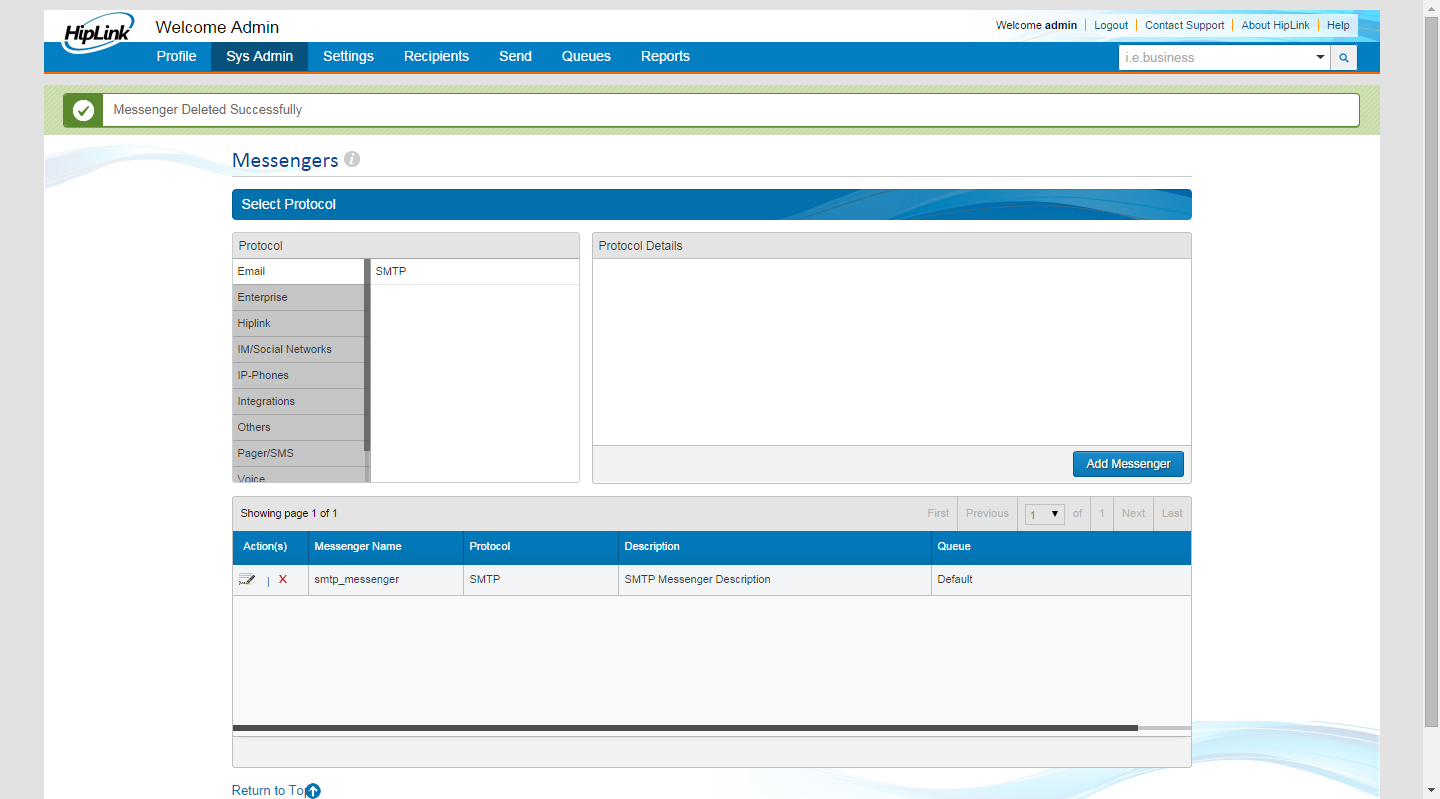 HipLink
Welcome Admin
Welcome admin Logout Contact Support About HipLink Help
Profile Sys Admin Settings Recipients Send Queues Reports
i.e.business
Messenger Deleted Successfully
Messengers i
Select Protocol
Protocol
Email
Enterprise
Hiplink
IM/Social Networks
IP-Phones
Integrations
Others
Pager/SMS
Voice
SMTP
Protocol Details
Add Messenger
Showing page 1 of 1
First Previous 1 of 1 Next Last
Action(s) Messenger Name Protocol Description Queue
| X smtp_messenger SMTP SMTP Messenger Description Default
Return to Top